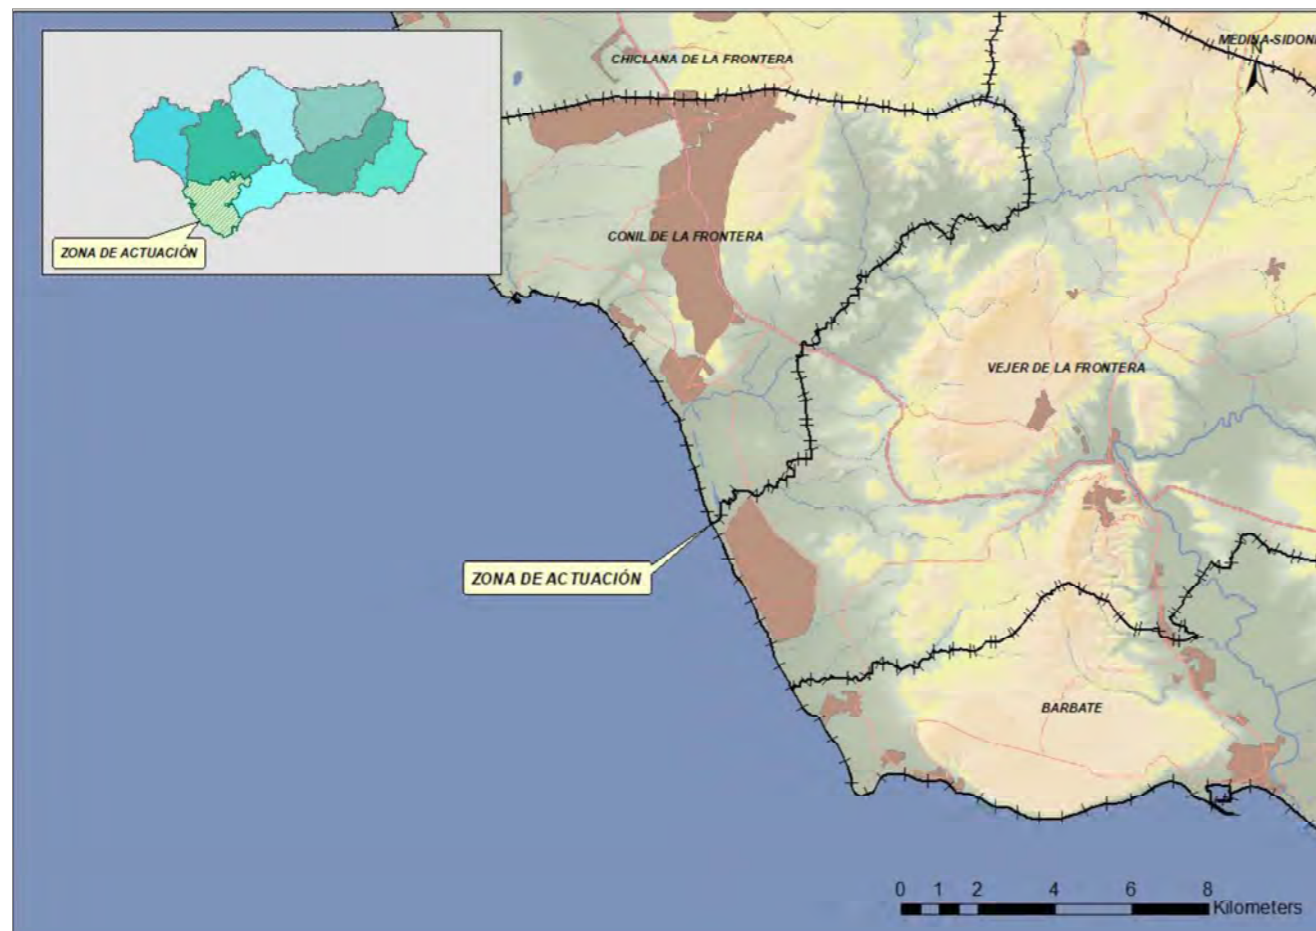 CHICLANA DE LA FRONTERA
MEDINA-SIDONI
N
ZONA DE ACTUACIÓN
CONIL DE LA FRONTERA
VEJER DE LA FRONTERA
ZONA DE ACTUACIÓN
BARBATE
0 1 2 4 6 8
Kilometers